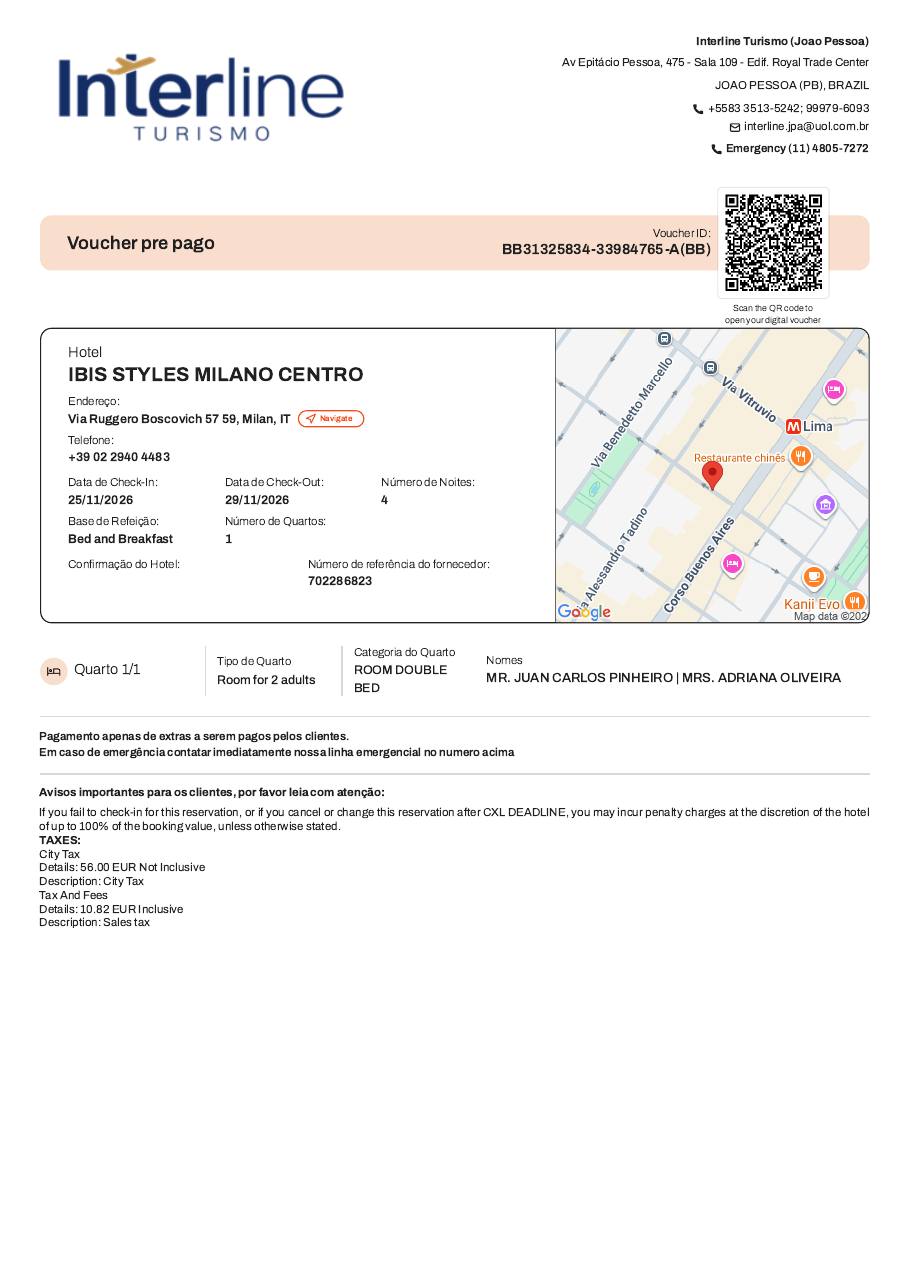 Interline
TURISMO
Interline Turismo (Joao Pessoa)
Av Epitácio Pessoa, 475 - Sala 109 - Edif. Royal Trade Center
JOAO PESSOA (PB), BRAZIL
+5583 3513-5242; 99979-6093
interline.jpa@uol.com.br
Emergency (11) 4805-7272
Voucher pre pago
Voucher ID:
BB31325834-33984765-A(BB)
Scan the QR code to
open your digital voucher
Hotel
IBIS STYLES MILANO CENTRO
Endereço:
Via Ruggero Boscovich 57 59, Milan, IT Navigate
Telefone:
+39 02 2940 4483
Data de Check-In: Data de Check-Out: Número de Noites:
25/11/2026 29/11/2026 4
Base de Refeição: Número de Quartos:
Bed and Breakfast 1
Confirmação do Hotel: Número de referência do fornecedor:
702286823
Via Benedetto Marcello
Via Vitruvio
M Lima
Restaurante chinês
Alessandro Tadino
Corso Buenos Aires
Kanji Evo
Google
Map data ©202
Quarto 1/1
Tipo de Quarto
Room for 2 adults
Categoria do Quarto
ROOM DOUBLE
BED
Nomes
MR. JUAN CARLOS PINHEIRO | MRS. ADRIANA OLIVEIRA
Pagamento apenas de extras a serem pagos pelos clientes.
Em caso de emergência contatar imediatamente nossa linha emergencial no numero acima
Avisos importantes para os clientes, por favor leia com atenção:
If you fail to check-in for this reservation, or if you cancel or change this reservation after CXL DEADLINE, you may incur penalty charges at the discretion of the hotel
of up to 100% of the booking value, unless otherwise stated.
TAXES:
City Tax
Details: 56.00 EUR Not Inclusive
Description: City Tax
Tax And Fees
Details: 10.82 EUR Inclusive
Description: Sales tax